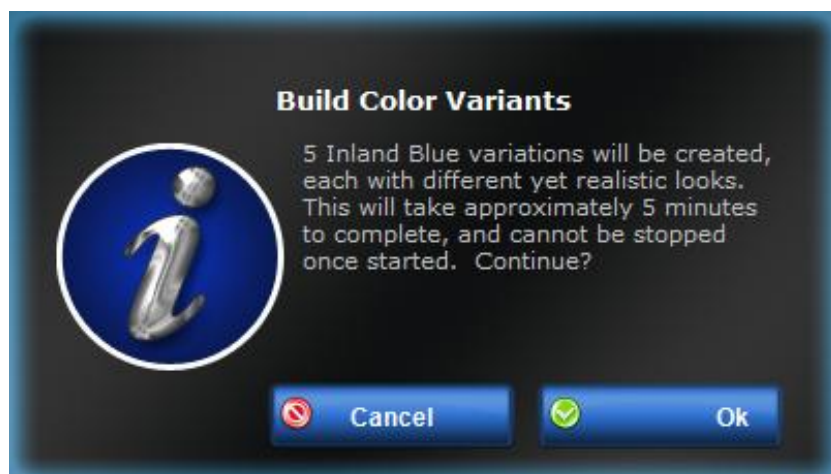 Build Color Variants
5 Inland Blue variations will be created,
each with different yet realistic looks.
This will take approximately 5 minutes
to complete, and cannot be stopped
once started.  Continue?
Cancel
Ok